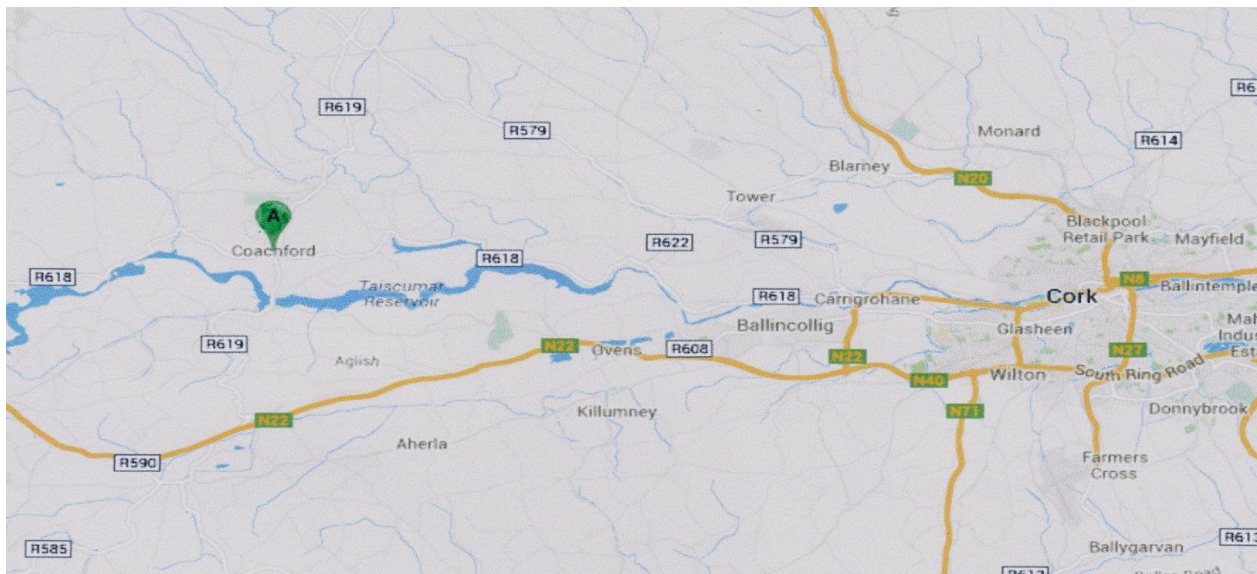 R619
R579
Monard
R614
Blarney
N20
Tower
A
Coachford
Blackpool
Retail Park
Mayfield
R622
R579
R618
R618
Taiscumar
Reservoir
N8
Ballintemple
R618
Carrigrohane
Cork
Ballincollig
Glasheen
R619
Aglish
N22
Ovens
R608
N22
N27
N40
Wilton
South Ring Road
N71
Killumney
Donnybrook
N22
Aherla
R590
Farmers
Cross
R585
Ballygarvan